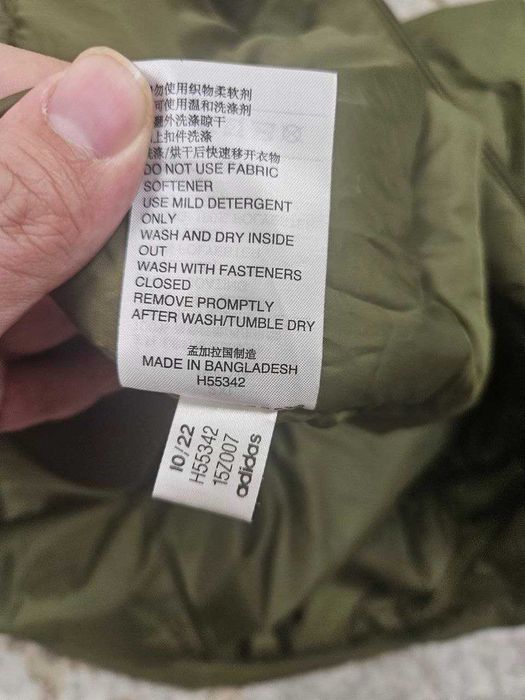 勿使用织物柔软剂
可使用温和洗涤剂
翻外洗涤晾干
上扣件洗涤
洗涤/烘干后快速移开衣物
DO NOT USE FABRIC
SOFTENER
USE MILD DETERGENT
ONLY
WASH AND DRY INSIDE
OUT
WASH WITH FASTENERS
CLOSED
REMOVE PROMPTLY
AFTER WASH/TUMBLE DRY
孟加拉国制造
MADE IN BANGLADESH
H55342
10/22
H55342
15Z007
adidas